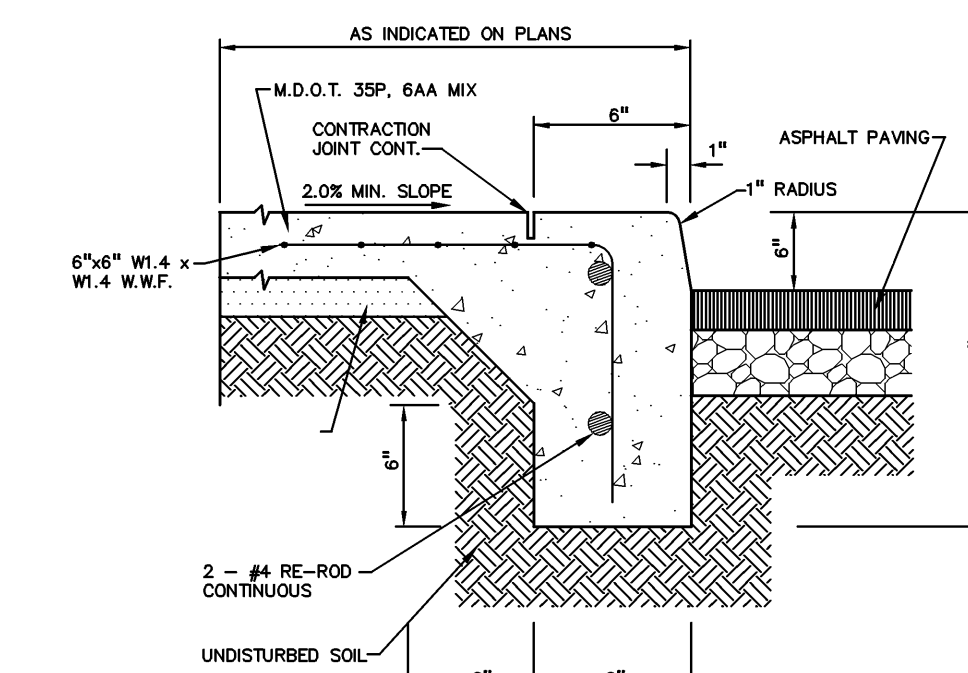 AS INDICATED ON PLANS
M.D.O.T. 35P, 6AA MIX
6"
CONTRACTION
JOINT CONT.
1"
ASPHALT PAVING
2.0% MIN. SLOPE
1" RADIUS
6"
6"x6" W1.4 x
W1.4 W.W.F.
6"
2 - #4 RE-ROD
CONTINUOUS
UNDISTURBED SOIL